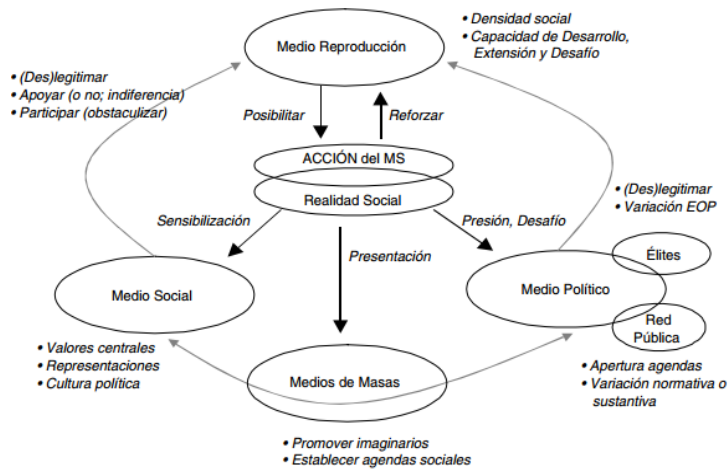 • Densidad social
• Capacidad de Desarrollo,
Extensión y Desafío
Medio Reproducción
• (Des)legitimar
• Apoyar (o no; indiferencia)
• Participar (obstaculizar)
Posibilitar
Reforzar
ACCIÓN del MS
Realidad Social
• (Des)legitimar
• Variación EOP
Sensibilización
Presión, Desafío
Presentación
Élites
Medio Social
Medio Político
Red
Pública
• Valores centrales
• Representaciones
• Cultura política
Medios de Masas
• Apertura agendas
• Variación normativa o
sustantiva
• Promover imaginarios
• Establecer agendas sociales